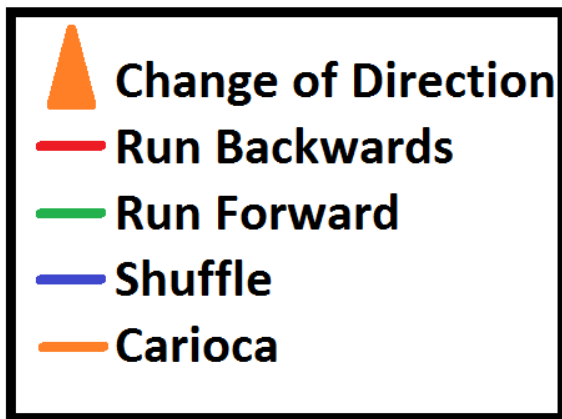 Change of Direction
Run Backwards
Run Forward
Shuffle
Carioca